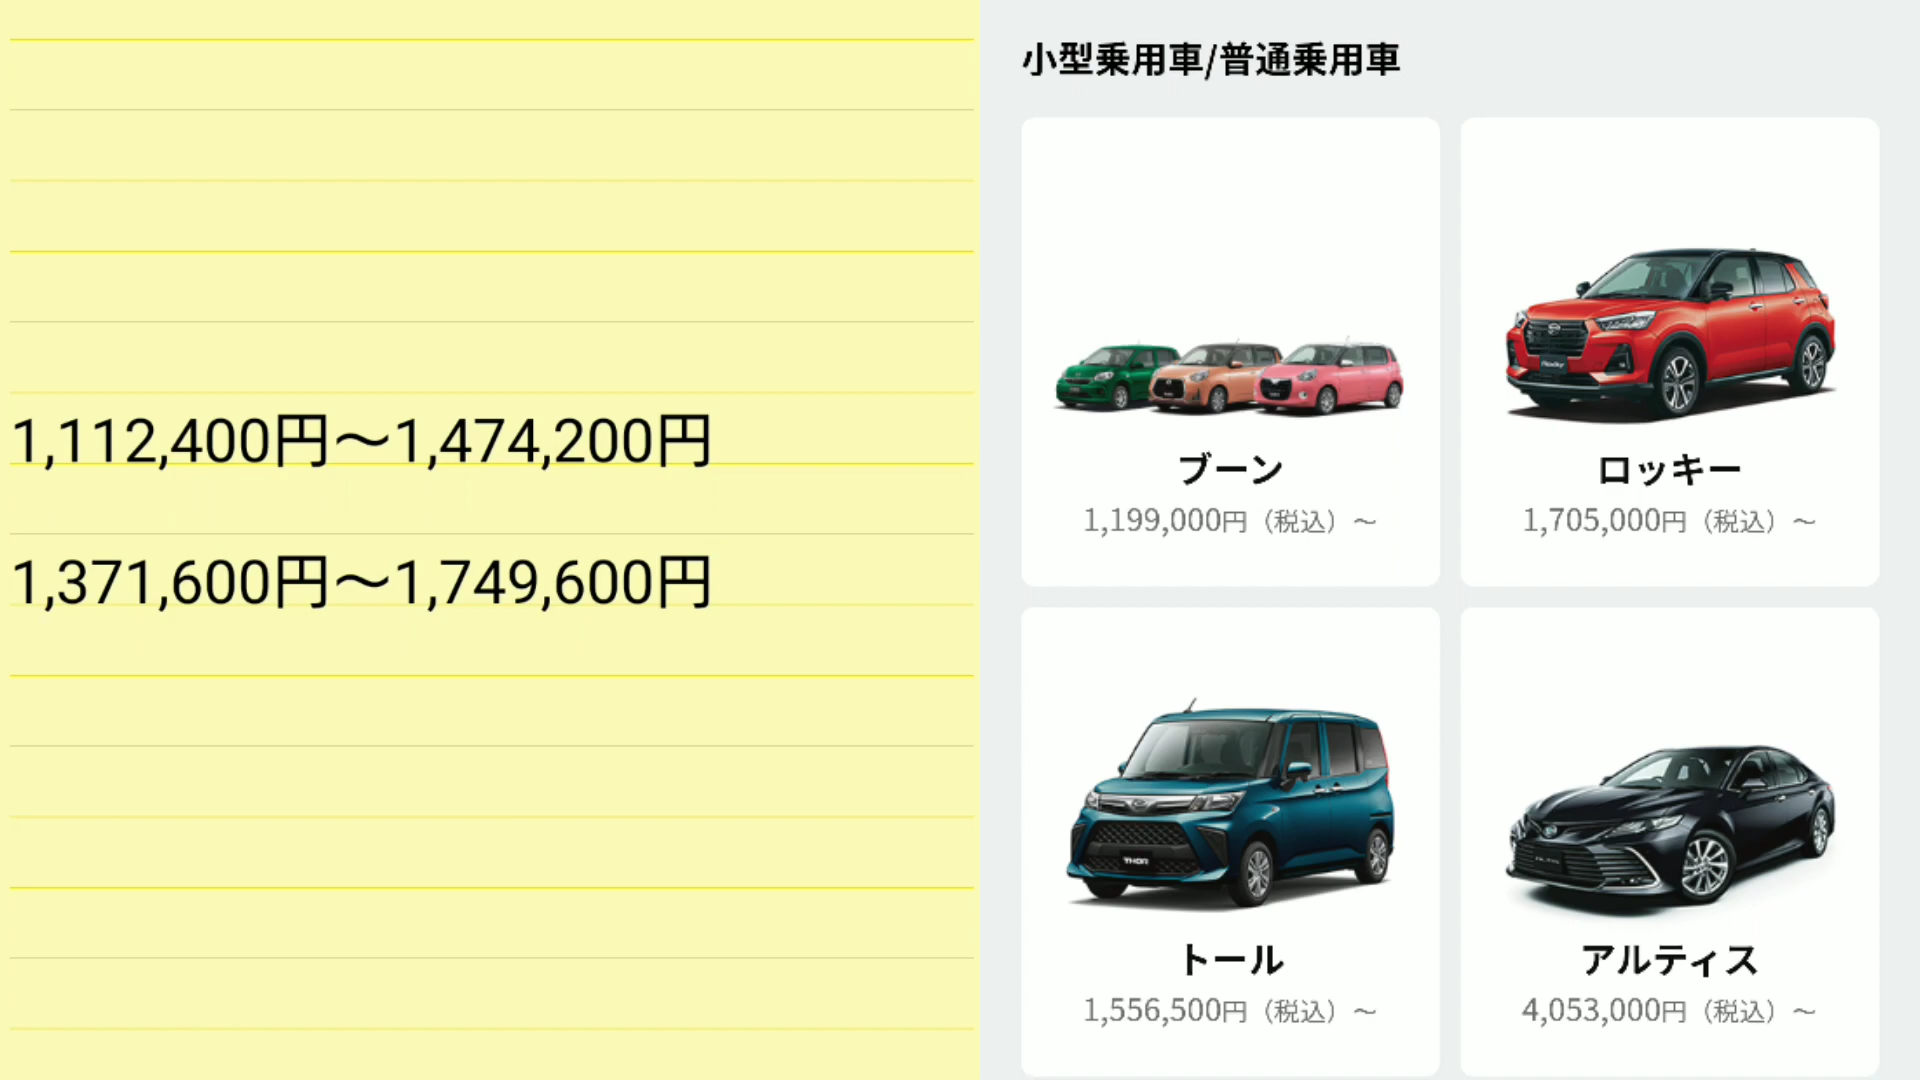 1,112,400円～1,474,200円
1,371,600円～1,749,600円
小型乗用車/普通乗用車
ブーン
1,199,000円（税込）～
Rocky
ロッキー
1,705,000円（税込）～
THOR
トール
1,556,500円（税込）～
ALTIS
アルティス
4,053,000円（税込）～